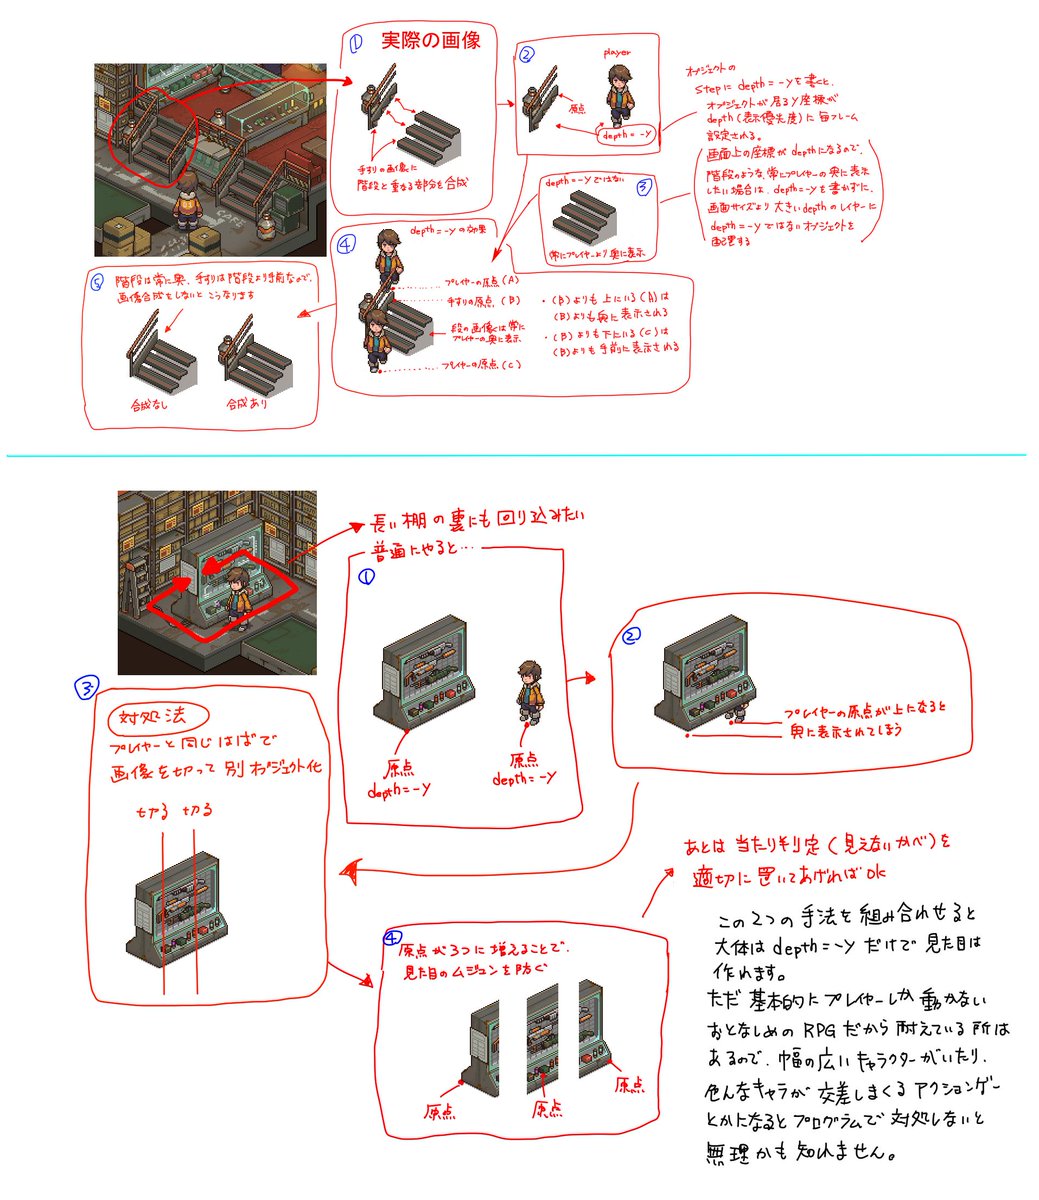 ① 実際の画像
手すりの画像に
階段と重なる部分を合成
②
player
原点
depth=-y
オブジェクトの
Stepに depth=-yを書くと、
オブジェクトが居るy座標が
depth(表示優先度)に毎フレーム
設定される。
画面上の座標がdepthになるので、
階段のような、常にプレイヤーの奥に表示
したい場合は、depth=-yを書かずに、
画面サイズより大きいdepthのレイヤーに
depth=-yではないオブジェクトを
配置する
③
depth=-yではない
常にプレイヤーより奥に表示
④
depth=-yの効果
プレイヤーの原点(A)
手すりの原点(B)
段の画像くは常に
プレイヤーの奥に表示
プレイヤーの原点(C)
・(B)よりも上にいる(A)は
(B)よりも奥に表示される
・(B)よりも下にいる(C)は
(B)よりも手前に表示される
⑤ 階段は常に奥、手すりは階段より手前なので、
画像合成をしないとこうなります
合成なし
合成あり
長い棚の裏にも回り込みたい
普通にやると…
①
原点
depth=-y
原点
depth=-y
②
プレイヤーの原点が上になると
奥に表示されてしまう
③
対処法
プレイヤーと同じはばで
画像を切って別オブジェクト化
切る 切る
④
原点が3つに増えることで、
見た目のムジュンを防ぐ
原点
原点
原点
あとは当たり判定(見えないかべ)を
適切に置いてあげればOK
この2つの手法を組み合わせると
大体はdepth=-yだけで見た目は
作れます。
ただ基本的にプレイヤーしか動かない
おとなしめのRPGだから耐えている所は
あるので、幅の広いキャラクターがいたり、
色んなキャラが交差しまくるアクションゲー
とかになるとプログラムで対処しないと
無理かも知れません。